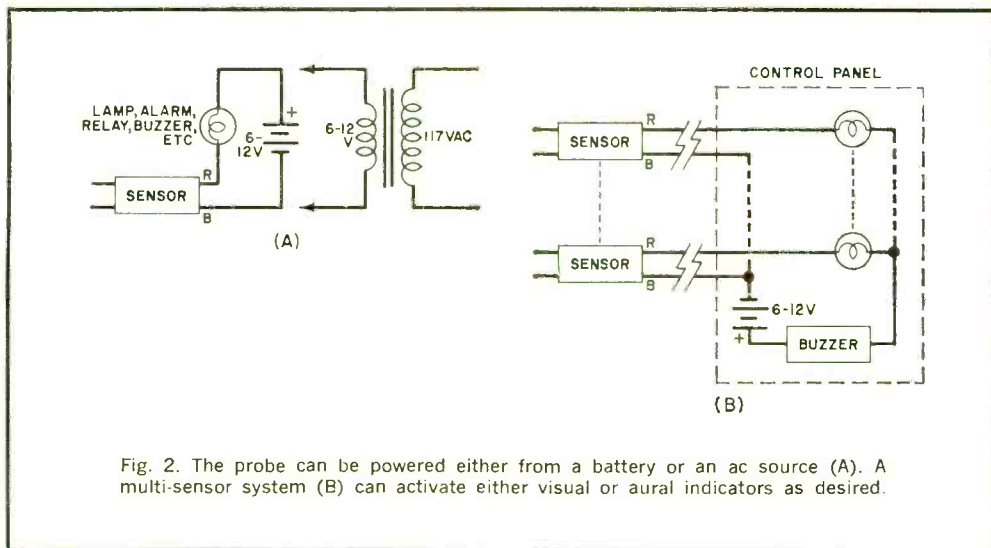 LAMP, ALARM,
RELAY, BUZZER,
ETC
+
6-
12V
6-12
V
117VAC
SENSOR
R
B
(A)
CONTROL PANEL
SENSOR
R
B
SENSOR
R
B
6-12V
+
BUZZER
(B)
Fig. 2. The probe can be powered either from a battery or an ac source (A). A
multi-sensor system (B) can activate either visual or aural indicators as desired.